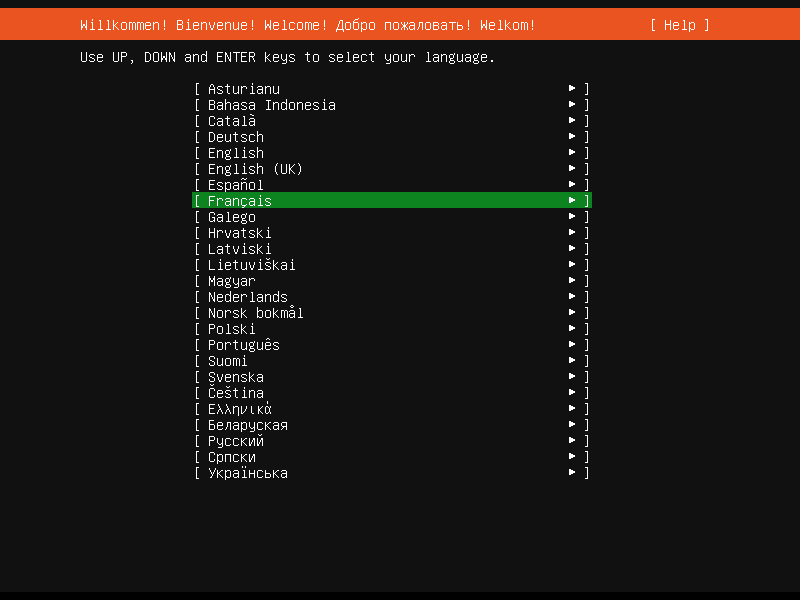 Willkommen! Bienvenue! Welcome! Добро пожаловать! Welkom! [ Help ]
Use UP, DOWN and ENTER keys to select your language.
[ Asturianu ▸ ]
[ Bahasa Indonesia ▸ ]
[ Català ▸ ]
[ Deutsch ▸ ]
[ English ▸ ]
[ English (UK) ▸ ]
[ Español ▸ ]
[ Français ▸ ]
[ Galego ▸ ]
[ Hrvatski ▸ ]
[ Latviski ▸ ]
[ Lietuviškai ▸ ]
[ Magyar ▸ ]
[ Nederlands ▸ ]
[ Norsk bokmål ▸ ]
[ Polski ▸ ]
[ Português ▸ ]
[ Suomi ▸ ]
[ Svenska ▸ ]
[ Čeština ▸ ]
[ Ελληνικά ▸ ]
[ Беларуская ▸ ]
[ Русский ▸ ]
[ Српски ▸ ]
[ Українська ▸ ]